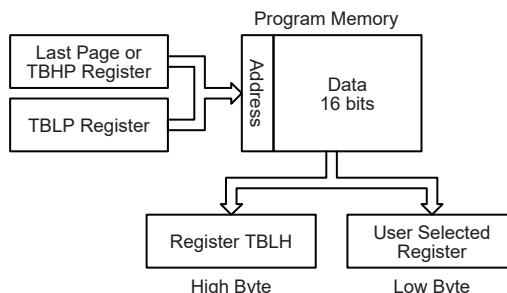 Program Memory
Last Page or
TBHP Register
TBLP Register
Address
Data
16 bits
Register TBLH
User Selected
Register
High Byte
Low Byte